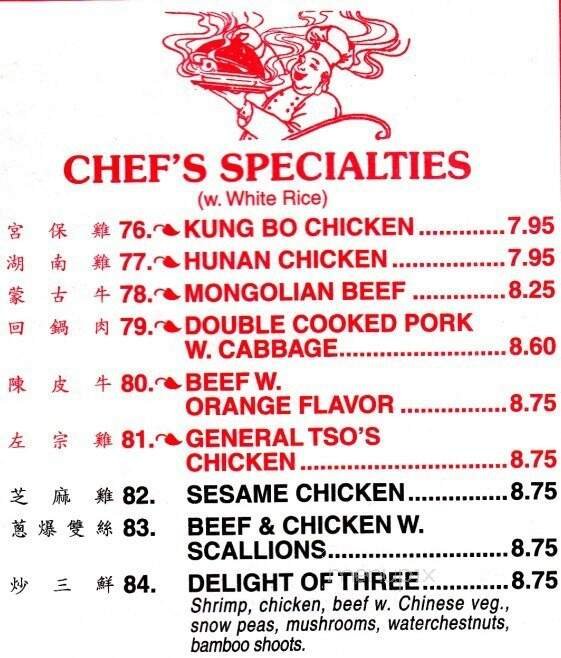 CHEF'S SPECIALTIES
(w. White Rice)
宮保雞 76. KUNG BO CHICKEN ............. 7.95
湖南雞 77. HUNAN CHICKEN ................. 7.95
蒙古牛 78. MONGOLIAN BEEF .............. 8.25
回鍋肉 79. DOUBLE COOKED PORK
W. CABBAGE......................... 8.60
陳皮牛 80. BEEF W.
ORANGE FLAVOR ................ 8.75
左宗雞 81. GENERAL TSO'S
CHICKEN ............................... 8.75
芝麻雞 82. SESAME CHICKEN............... 8.75
蔥爆雙絲 83. BEEF & CHICKEN W.
SCALLIONS........................... 8.75
炒三鮮 84. DELIGHT OF THREE............. 8.75
Shrimp, chicken, beef w. Chinese veg.,
snow peas, mushrooms, waterchestnuts,
bamboo shoots.